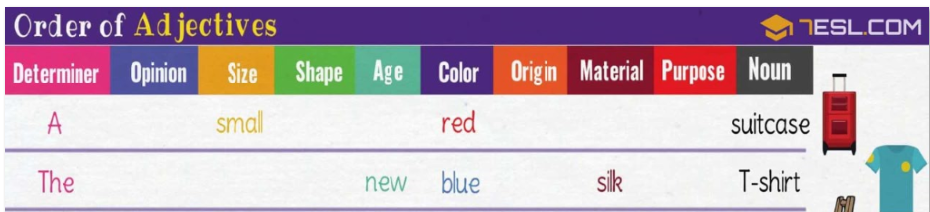 Order of Adjectives 7ESL.COM
Determiner Opinion Size Shape Age Color Origin Material Purpose Noun
A small red suitcase
The new blue silk T-shirt